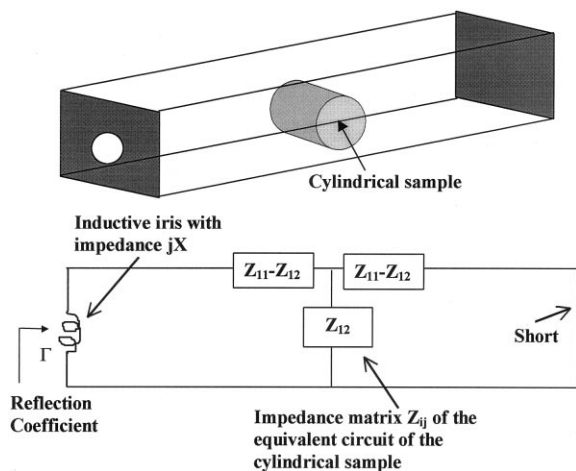 Cylindrical sample
Inductive iris with
impedance jX
Z₁₁-Z₁₂
Z₁₁-Z₁₂
Z₁₂
Γ
Short
Reflection
Coefficient
Impedance matrix Zᵢⱼ of the
equivalent circuit of the
cylindrical sample